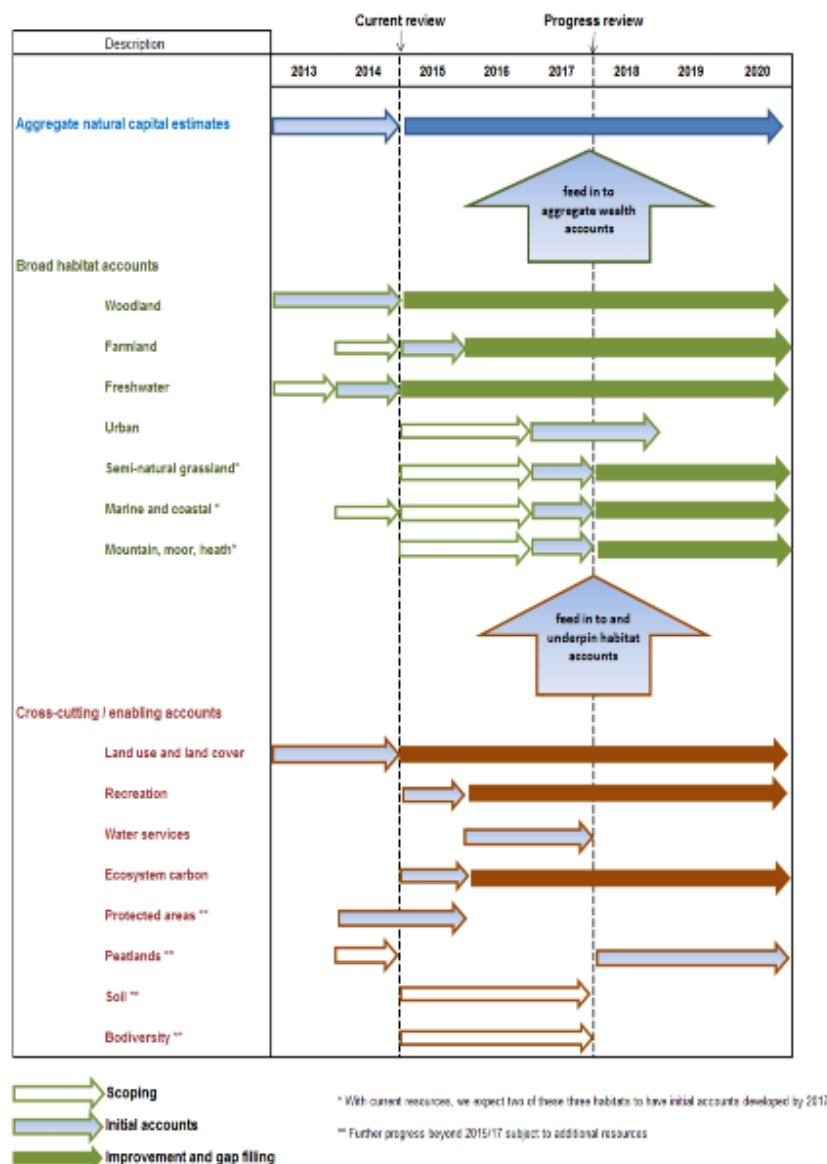 Current review Progress review
Description
2013 2014 2015 2016 2017 2018 2019 2020
Aggregate natural capital estimates
feed in to
aggregate wealth
accounts
Broad habitat accounts
Woodland
Farmland
Freshwater
Urban
Semi-natural grassland*
Marine and coastal *
Mountain, moor, heath*
feed in to and
underpin habitat
accounts
Cross-cutting / enabling accounts
Land use and land cover
Recreation
Water services
Ecosystem carbon
Protected areas **
Peatlands **
Soil **
Bodiversity **
Scoping
* With current resources, we expect two of these three habitats to have initial accounts developed by 2017
Initial accounts
** Further progress beyond 2015/17 subject to additional resources
Improvement and gap filling